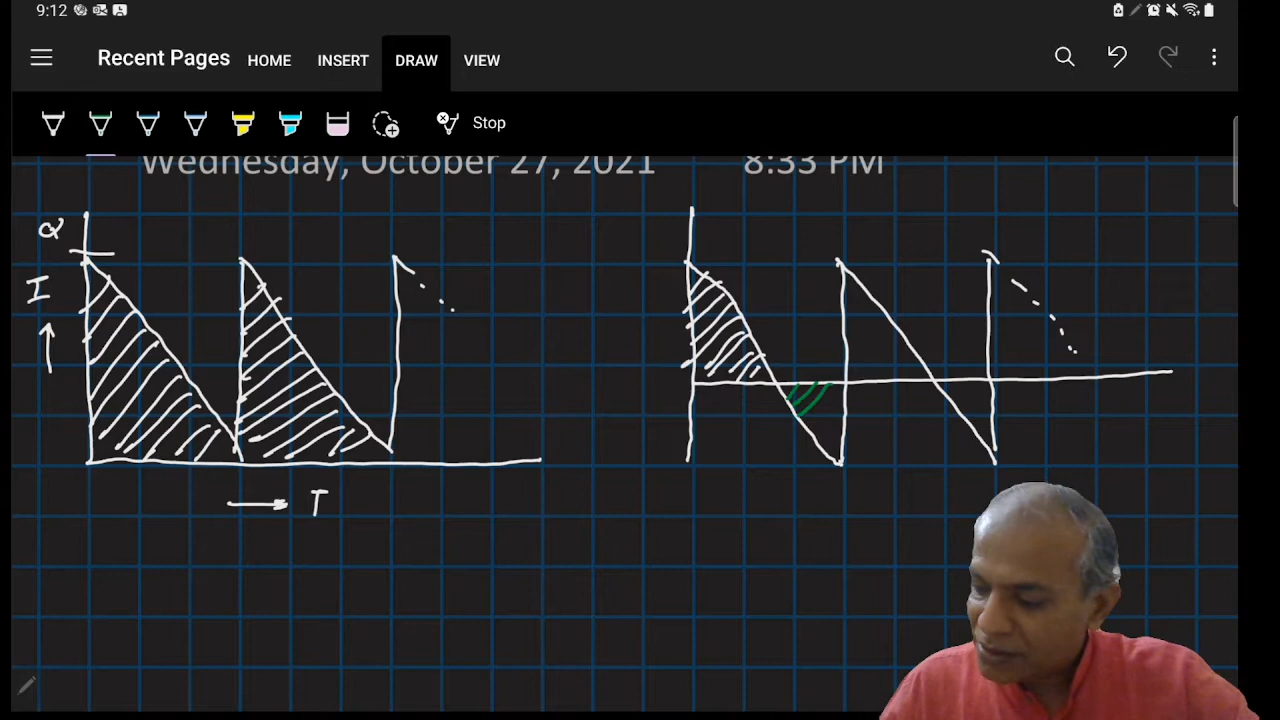 9:12
Recent Pages HOME INSERT DRAW VIEW
Stop
Wednesday, October 27, 2021 8:33 PM
Q
I
T